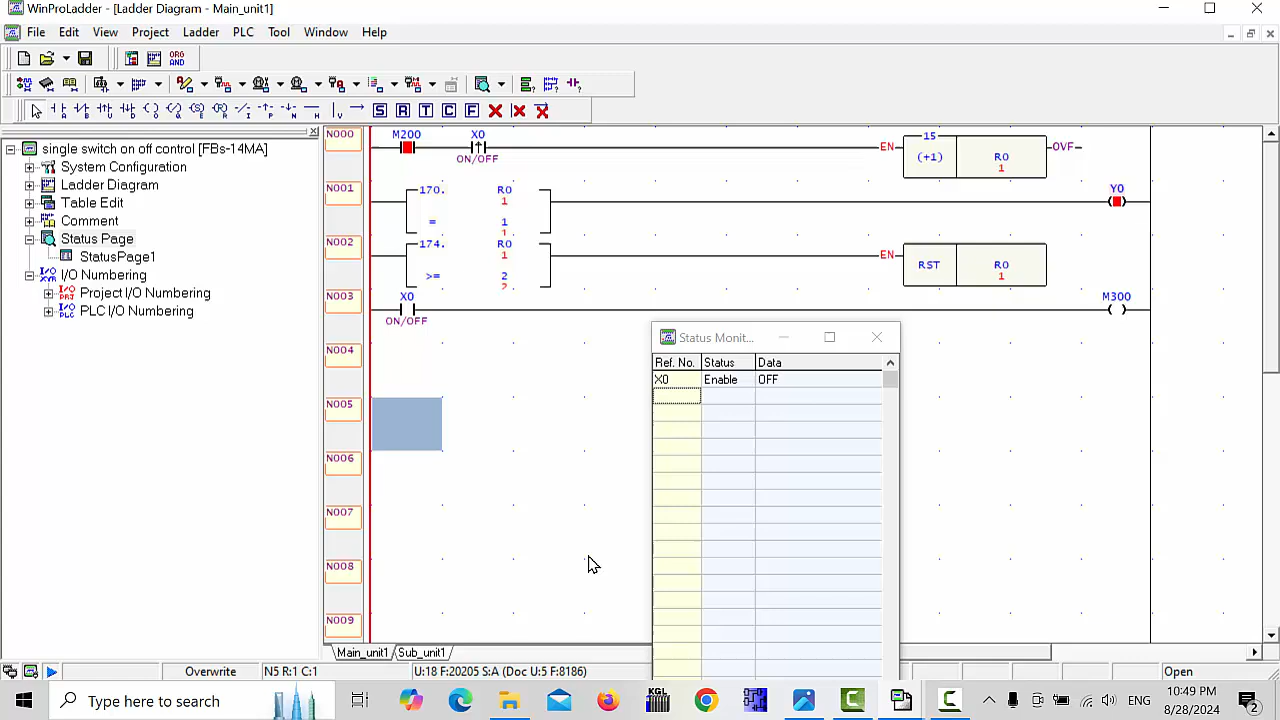 WinProLadder - [Ladder Diagram - Main_unit1]
File Edit View Project Ladder PLC Tool Window Help
ORG
AND
A B U D O Q S R I P N H V
S R T C F
single switch on off control [FBs-14MA]
System Configuration
Ladder Diagram
Table Edit
Comment
Status Page
StatusPage1
I/O Numbering
Project I/O Numbering
PLC I/O Numbering
N000
M200 X0
ON/OFF
EN
15
(+1)
R0
1
OVF
N001
170. R0
1
= 1
1
Y0
N002
174. R0
1
>= 2
2
EN
RST
R0
1
N003
X0
ON/OFF
M300
N004
N005
N006
N007
N008
N009
Status Monit...
Ref. No. Status Data
X0 Enable OFF
Main_unit1 Sub_unit1
Overwrite N5 R:1 C:1 U:18 F:20205 S:A (Doc U:5 F:8186) Open
Type here to search
KGL
ENG
10:49 PM
8/28/2024
2